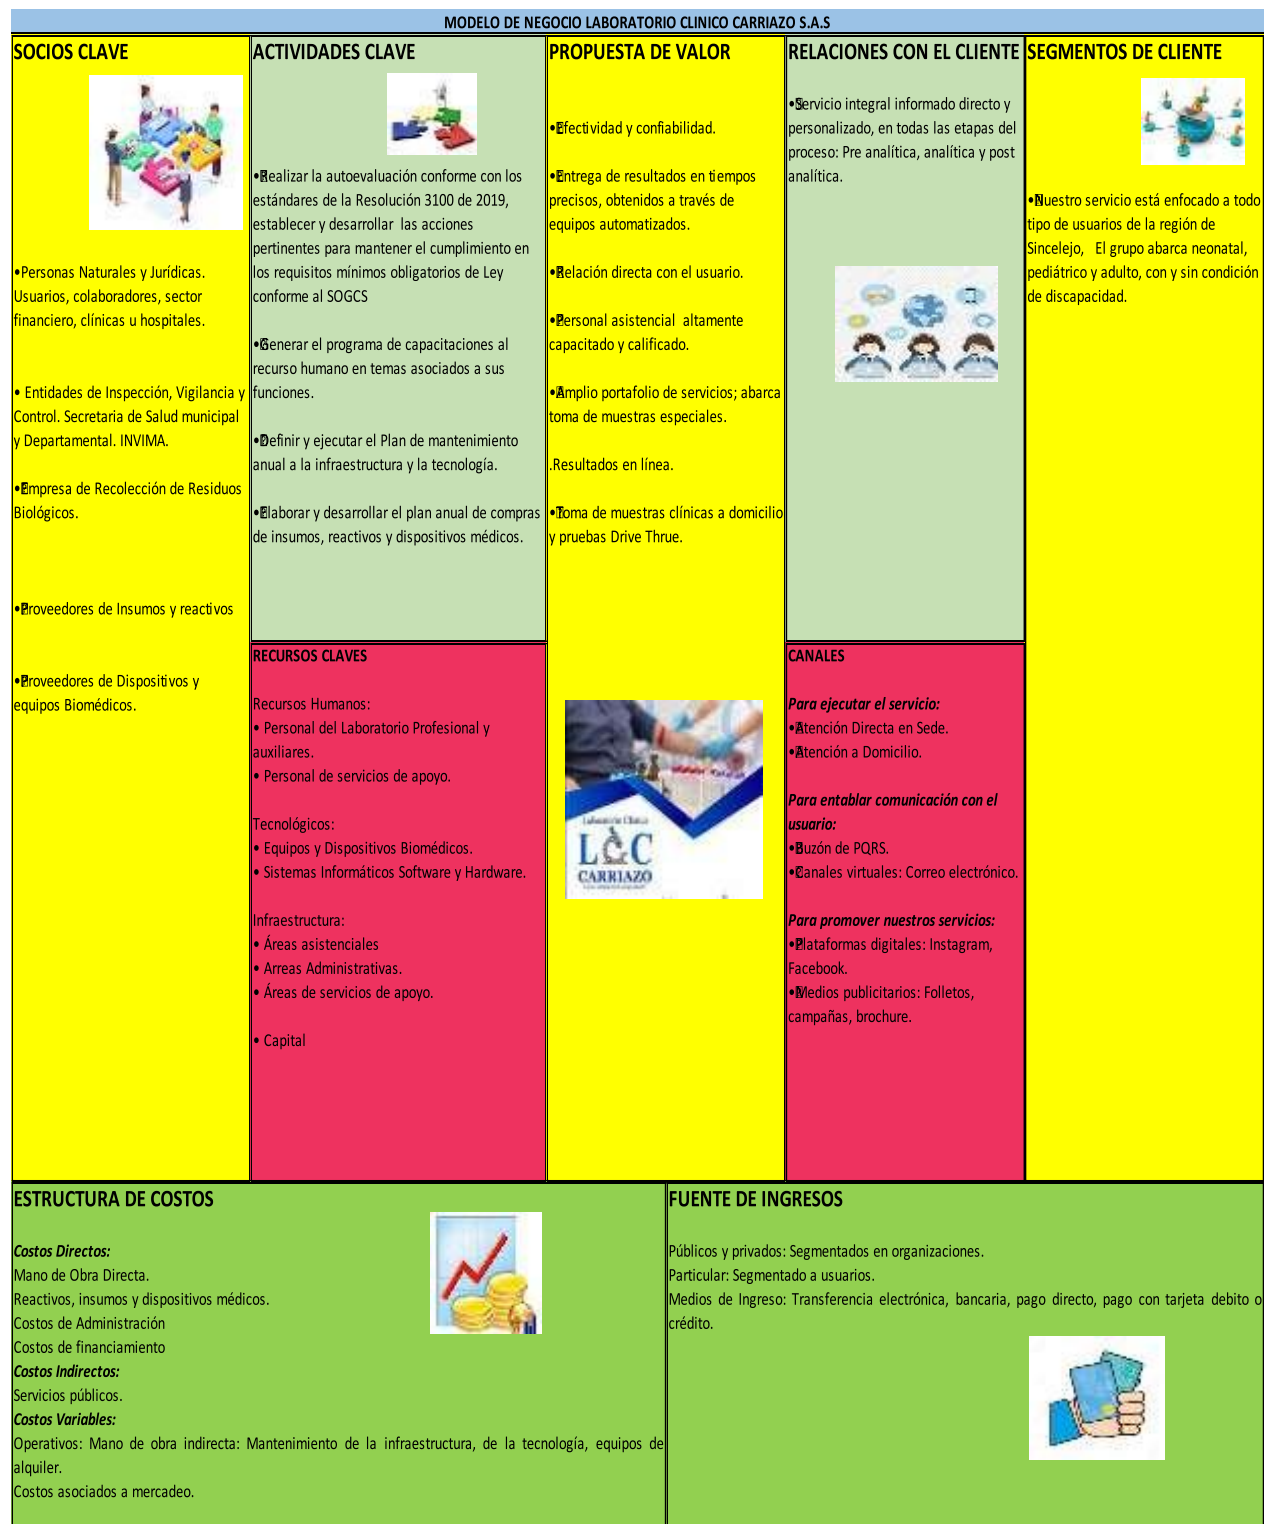 MODELO DE NEGOCIO LABORATORIO CLINICO CARRIAZO S.A.S
SOCIOS CLAVE
•Personas Naturales y Jurídicas.
Usuarios, colaboradores, sector
financiero, clínicas u hospitales.
• Entidades de Inspección, Vigilancia y
Control. Secretaria de Salud municipal
y Departamental. INVIMA.
•Empresa de Recolección de Residuos
Biológicos.
•Proveedores de Insumos y reactivos
•Proveedores de Dispositivos y
equipos Biomédicos.
ACTIVIDADES CLAVE
•Realizar la autoevaluación conforme con los
estándares de la Resolución 3100 de 2019,
establecer y desarrollar las acciones
pertinentes para mantener el cumplimiento en
los requisitos mínimos obligatorios de Ley
conforme al SOGCS
•Generar el programa de capacitaciones al
recurso humano en temas asociados a sus
funciones.
•Definir y ejecutar el Plan de mantenimiento
anual a la infraestructura y la tecnología.
•Elaborar y desarrollar el plan anual de compras
de insumos, reactivos y dispositivos médicos.
RECURSOS CLAVES
Recursos Humanos:
• Personal del Laboratorio Profesional y
auxiliares.
• Personal de servicios de apoyo.
Tecnológicos:
• Equipos y Dispositivos Biomédicos.
• Sistemas Informáticos Software y Hardware.
Infraestructura:
• Áreas asistenciales
• Arreas Administrativas.
• Áreas de servicios de apoyo.
• Capital
PROPUESTA DE VALOR
•Efectividad y confiabilidad.
•Entrega de resultados en tiempos
precisos, obtenidos a través de
equipos automatizados.
•Relación directa con el usuario.
•Personal asistencial altamente
capacitado y calificado.
•Amplio portafolio de servicios; abarca
toma de muestras especiales.
.Resultados en línea.
•Toma de muestras clínicas a domicilio
y pruebas Drive Thrue.
Laboratorio Clínico
L C
CARRIAZO
RELACIONES CON EL CLIENTE
•Servicio integral informado directo y
personalizado, en todas las etapas del
proceso: Pre analítica, analítica y post
analítica.
CANALES
Para ejecutar el servicio:
•Atención Directa en Sede.
•Atención a Domicilio.
Para entablar comunicación con el
usuario:
•Buzón de PQRS.
•Canales virtuales: Correo electrónico.
Para promover nuestros servicios:
•Plataformas digitales: Instagram,
Facebook.
•Medios publicitarios: Folletos,
campañas, brochure.
SEGMENTOS DE CLIENTE
•Nuestro servicio está enfocado a todo
tipo de usuarios de la región de
Sincelejo, El grupo abarca neonatal,
pediátrico y adulto, con y sin condición
de discapacidad.
ESTRUCTURA DE COSTOS
Costos Directos:
Mano de Obra Directa.
Reactivos, insumos y dispositivos médicos.
Costos de Administración
Costos de financiamiento
Costos Indirectos:
Servicios públicos.
Costos Variables:
Operativos: Mano de obra indirecta: Mantenimiento de la infraestructura, de la tecnología, equipos de
alquiler.
Costos asociados a mercadeo.
FUENTE DE INGRESOS
Públicos y privados: Segmentados en organizaciones.
Particular: Segmentado a usuarios.
Medios de Ingreso: Transferencia electrónica, bancaria, pago directo, pago con tarjeta debito o
crédito.